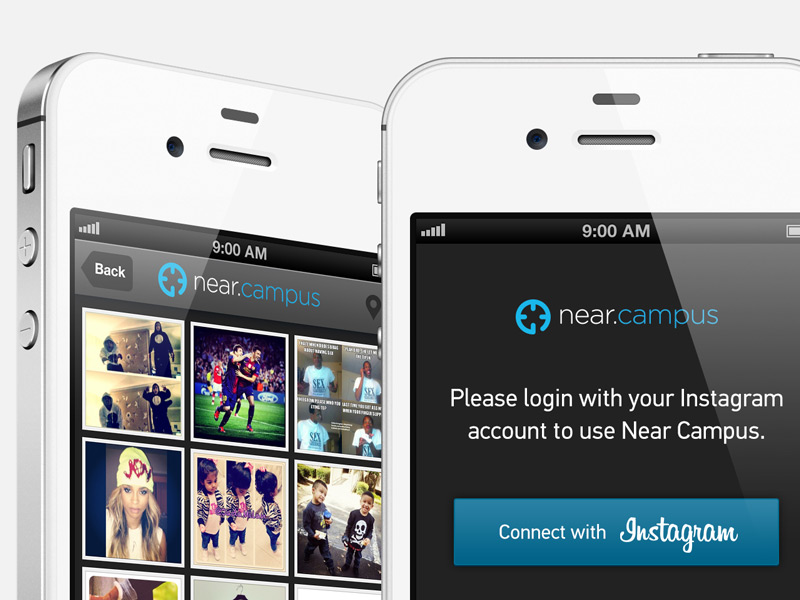 9:00 AM
Back
near.campus
SEX
9:00 AM
near.campus
Please login with your Instagram
account to use Near Campus.
Connect with Instagram